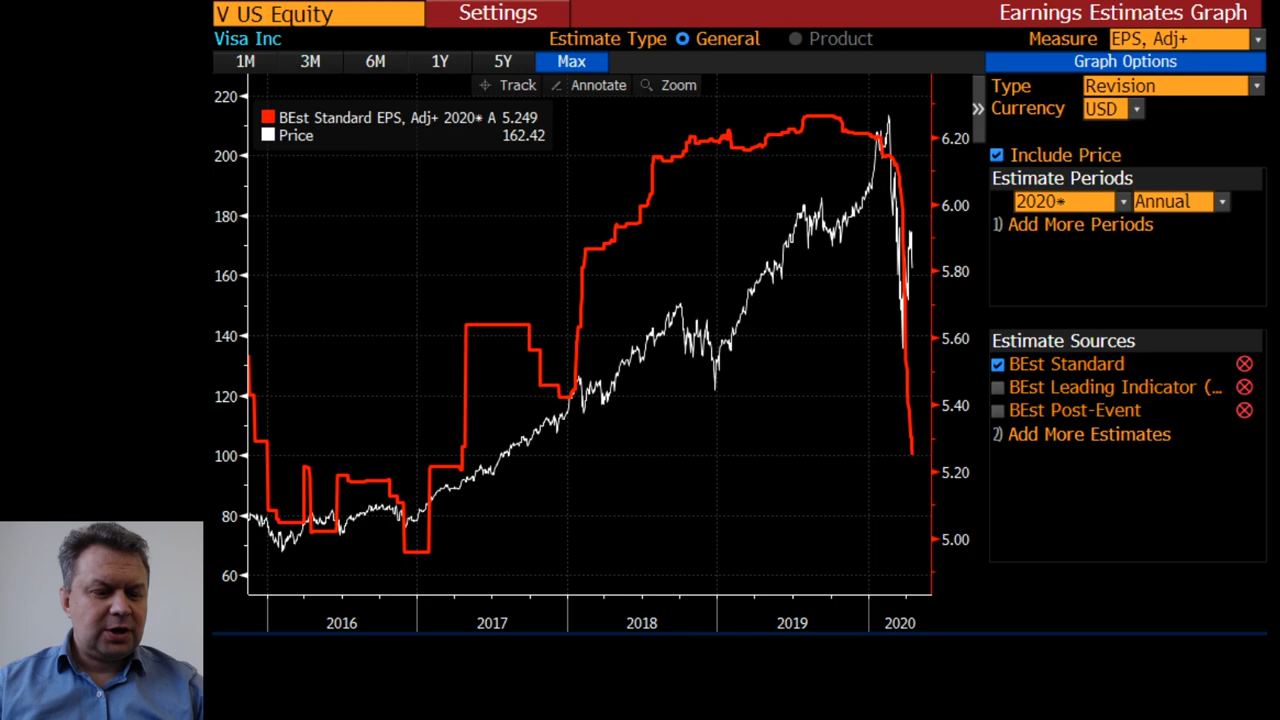 V US Equity Settings Earnings Estimates Graph
Visa Inc Estimate Type General Product Measure EPS, Adj+
1M 3M 6M 1Y 5Y Max Graph Options
Track Annotate Zoom Type Revision
Currency USD
BEst Standard EPS, Adj+ 2020* A 5.249
Price 162.42
Include Price
Estimate Periods
2020* Annual
1) Add More Periods
Estimate Sources
BEst Standard
BEst Leading Indicator (...
BEst Post-Event
2) Add More Estimates
220
200
180
160
140
120
100
80
60
6.20
6.00
5.80
5.60
5.40
5.20
5.00
2016 2017 2018 2019 2020